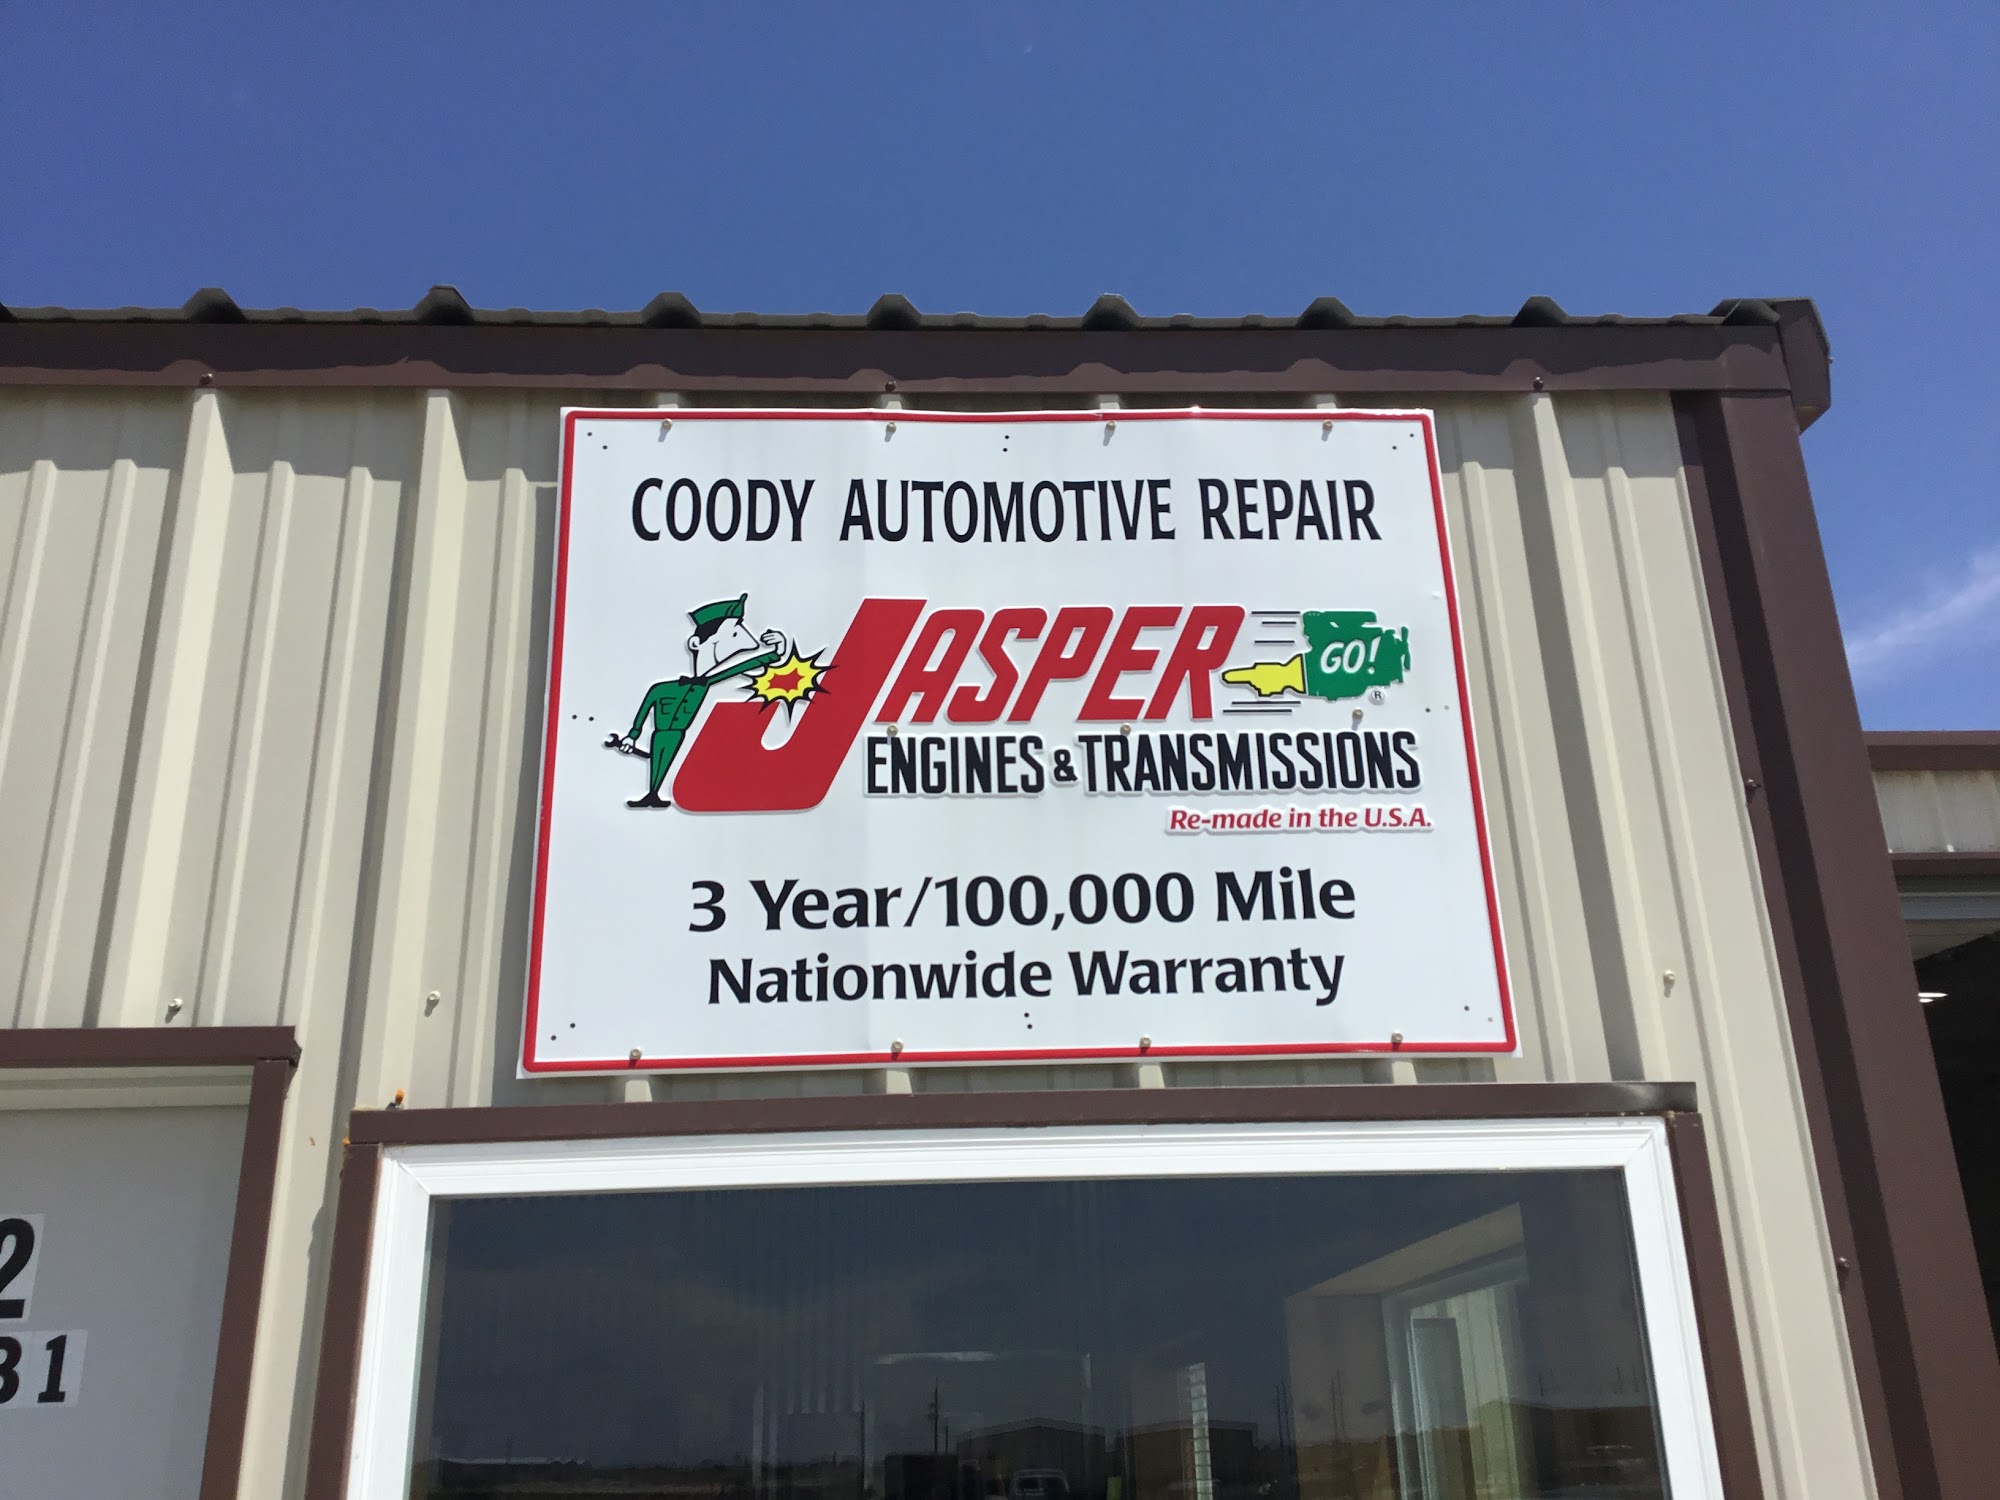 COODY AUTOMOTIVE REPAIR
JASPER
GO!
®
ENGINES & TRANSMISSIONS
Re-made in the U.S.A.
3 Year/100,000 Mile
Nationwide Warranty
2
31